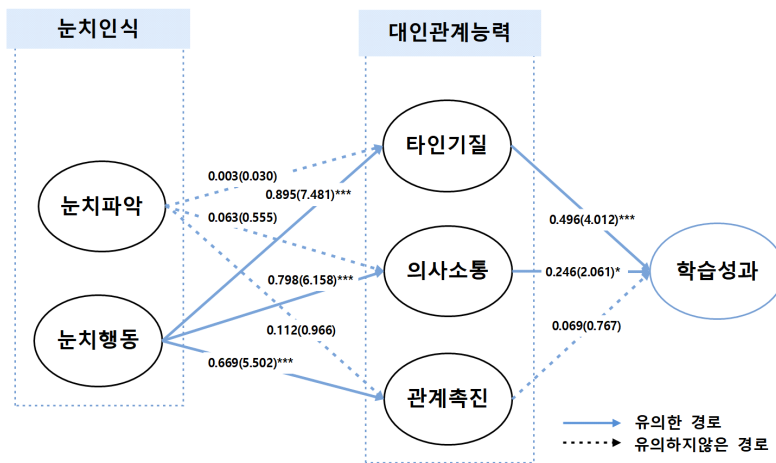 눈치인식
대인관계능력
타인기질
눈치파악
0.003(0.030)
0.895(7.481)***
0.063(0.555)
0.496(4.012)***
의사소통
0.798(6.158)***
0.246(2.061)*
학습성과
눈치행동
0.112(0.966)
0.069(0.767)
0.669(5.502)***
관계촉진
유의한 경로
유의하지않은 경로